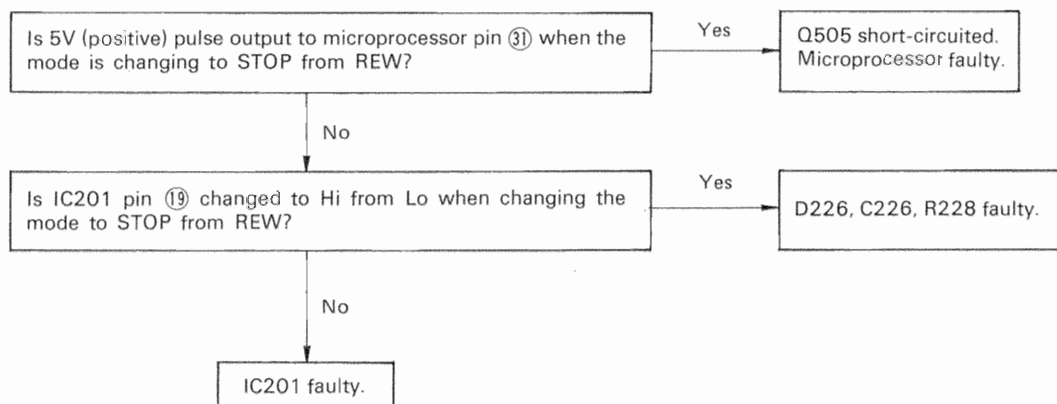 Is 5V (positive) pulse output to microprocessor pin ㉛ when the
mode is changing to STOP from REW?
Yes
Q505 short-circuited.
Microprocessor faulty.
No
Is IC201 pin ⑲ changed to Hi from Lo when changing the
mode to STOP from REW?
Yes
D226, C226, R228 faulty.
No
IC201 faulty.